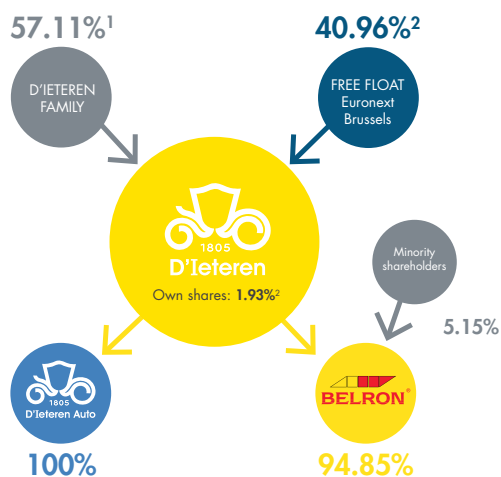 57.11%¹
40.96%²
D'IETEREN
FAMILY
FREE FLOAT
Euronext
Brussels
1805
D'Ieteren
Own shares: 1.93%²
Minority
shareholders
5.15%
1805
D'Ieteren Auto
BELRON®
100%
94.85%